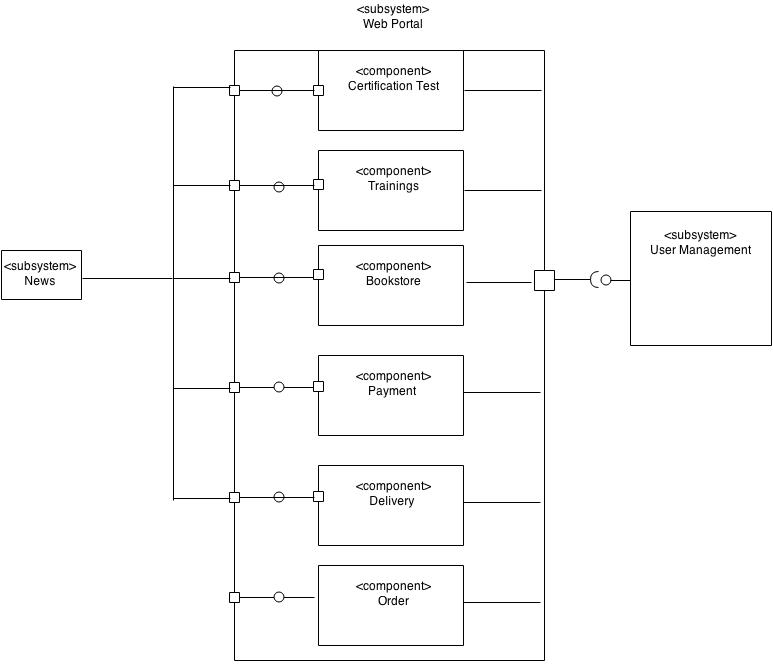 <subsystem>
Web Portal
<component>
Certification Test
<component>
Trainings
<subsystem>
News
<component>
Bookstore
<subsystem>
User Management
<component>
Payment
<component>
Delivery
<component>
Order